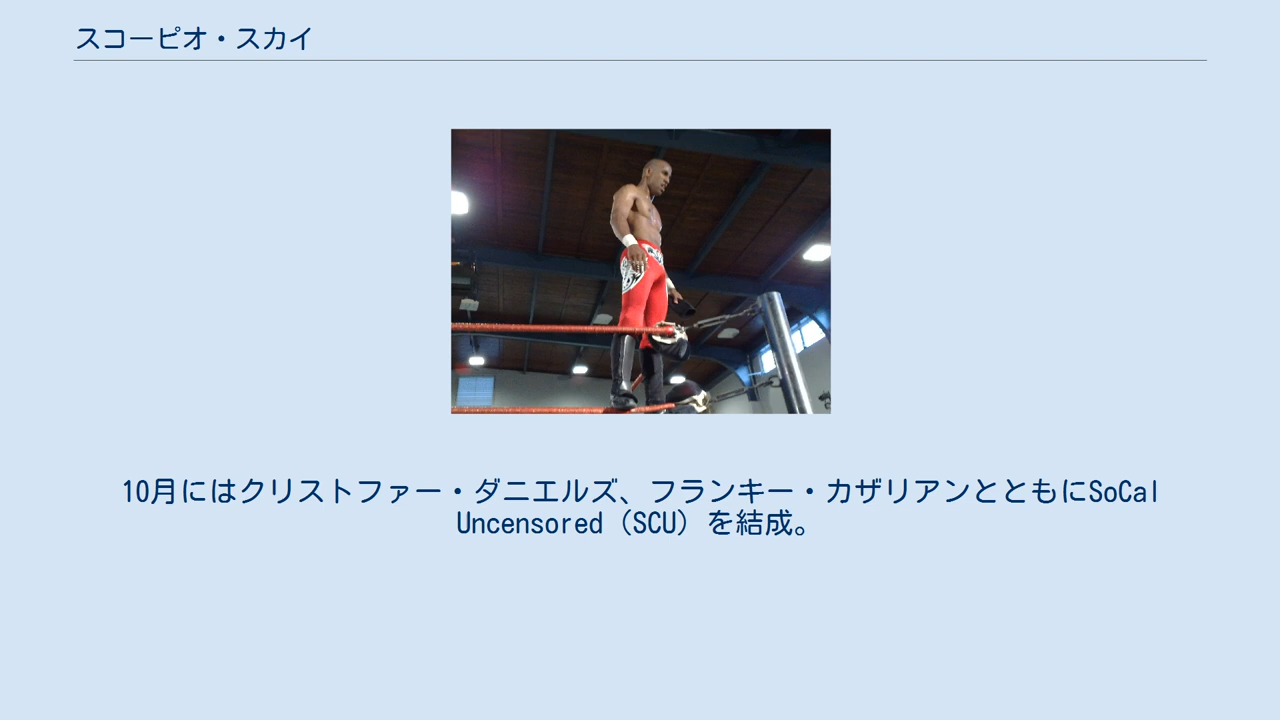 スコーピオ・スカイ
10月にはクリストファー・ダニエルズ、フランキー・カザリアンとともにSoCal
Uncensored（SCU）を結成。